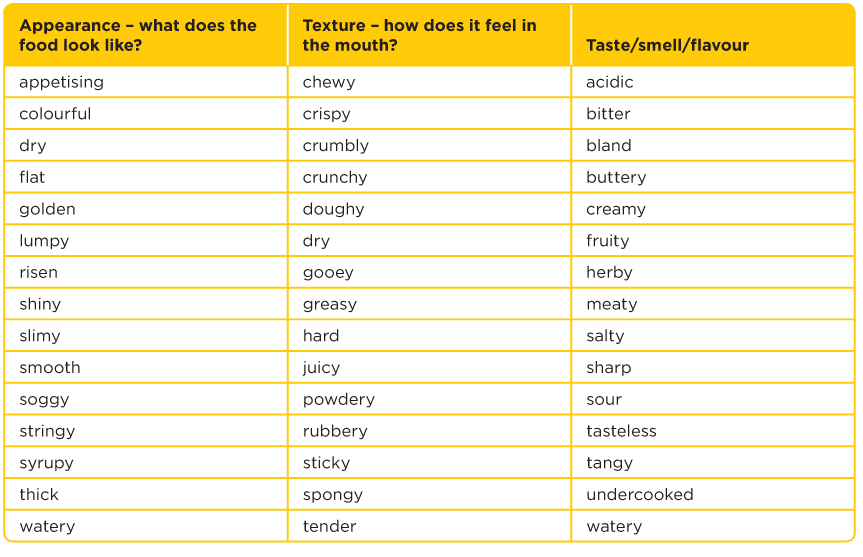 Appearance – what does the food look like? Texture – how does it feel in the mouth? Taste/smell/flavour
appetising chewy acidic
colourful crispy bitter
dry crumbly bland
flat crunchy buttery
golden doughy creamy
lumpy dry fruity
risen gooey herby
shiny greasy meaty
slimy hard salty
smooth juicy sharp
soggy powdery sour
stringy rubbery tasteless
syrupy sticky tangy
thick spongy undercooked
watery tender watery